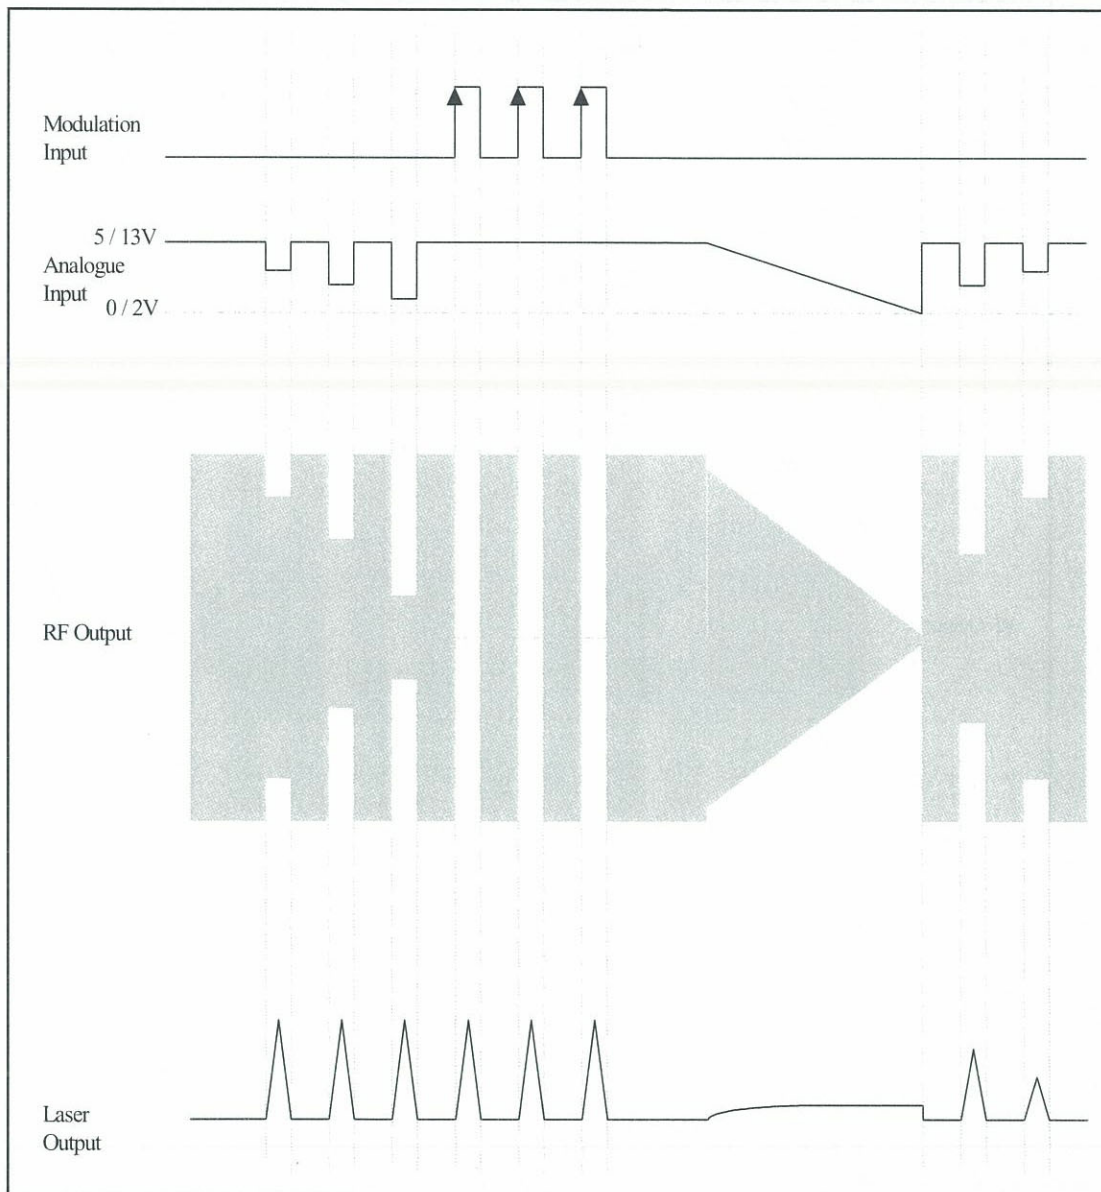 Modulation
Input
5 / 13V
Analogue
Input
0 / 2V
RF Output
Laser
Output